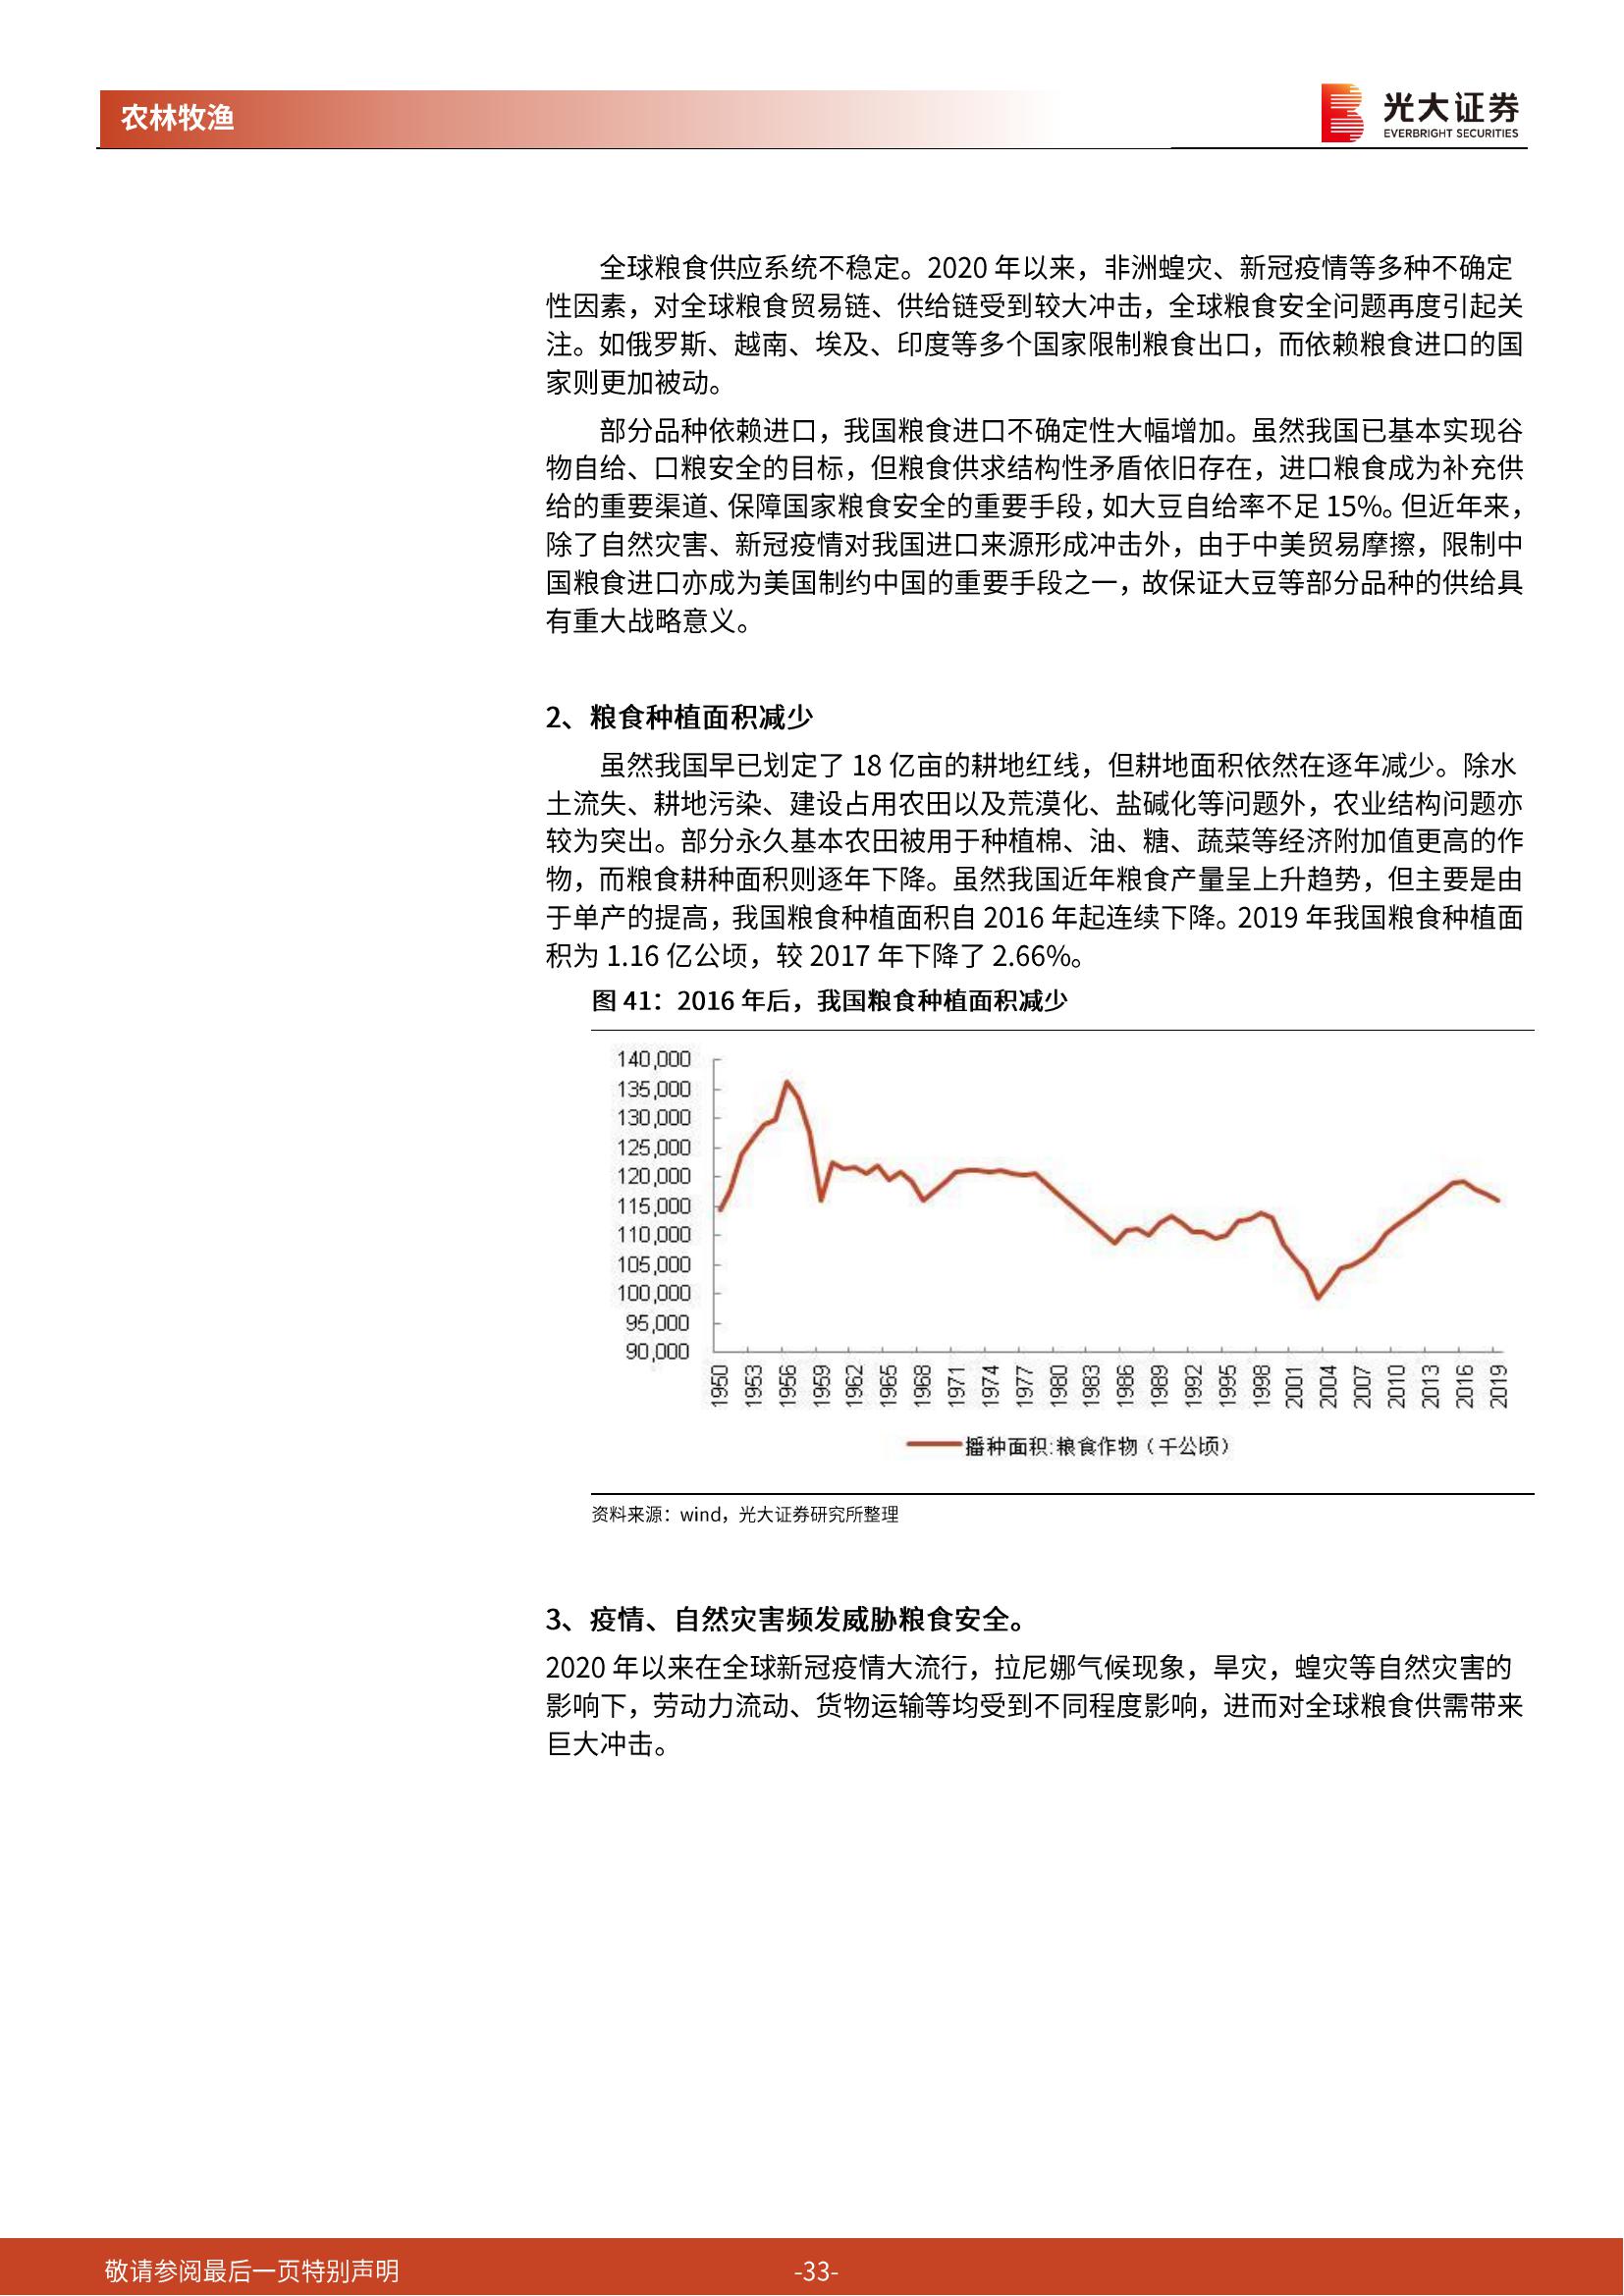 农林牧渔
光大证券
EVERBRIGHT SECURITIES
全球粮食供应系统不稳定。2020 年以来，非洲蝗灾、新冠疫情等多种不确定
性因素，对全球粮食贸易链、供给链受到较大冲击，全球粮食安全问题再度引起关
注。如俄罗斯、越南、埃及、印度等多个国家限制粮食出口，而依赖粮食进口的国
家则更加被动。
部分品种依赖进口，我国粮食进口不确定性大幅增加。虽然我国已基本实现谷
物自给、口粮安全的目标，但粮食供求结构性矛盾依旧存在，进口粮食成为补充供
给的重要渠道、保障国家粮食安全的重要手段，如大豆自给率不足 15%。但近年来，
除了自然灾害、新冠疫情对我国进口来源形成冲击外，由于中美贸易摩擦，限制中
国粮食进口亦成为美国制约中国的重要手段之一，故保证大豆等部分品种的供给具
有重大战略意义。
2、粮食种植面积减少
虽然我国早已划定了 18 亿亩的耕地红线，但耕地面积依然在逐年减少。除水
土流失、耕地污染、建设占用农田以及荒漠化、盐碱化等问题外，农业结构问题亦
较为突出。部分永久基本农田被用于种植棉、油、糖、蔬菜等经济附加值更高的作
物，而粮食耕种面积则逐年下降。虽然我国近年粮食产量呈上升趋势，但主要是由
于单产的提高，我国粮食种植面积自 2016 年起连续下降。2019 年我国粮食种植面
积为 1.16 亿公顷，较 2017 年下降了 2.66%。
图 41：2016 年后，我国粮食种植面积减少
140,000
135,000
130,000
125,000
120,000
115,000
110,000
105,000
100,000
95,000
90,000
1950 1953 1956 1959 1962 1965 1968 1971 1974 1977 1980 1983 1986 1989 1992 1995 1998 2001 2004 2007 2010 2013 2016 2019
播种面积:粮食作物（千公顷）
资料来源：wind，光大证券研究所整理
3、疫情、自然灾害频发威胁粮食安全。
2020 年以来在全球新冠疫情大流行，拉尼娜气候现象，旱灾，蝗灾等自然灾害的
影响下，劳动力流动、货物运输等均受到不同程度影响，进而对全球粮食供需带来
巨大冲击。
敬请参阅最后一页特别声明
-33-